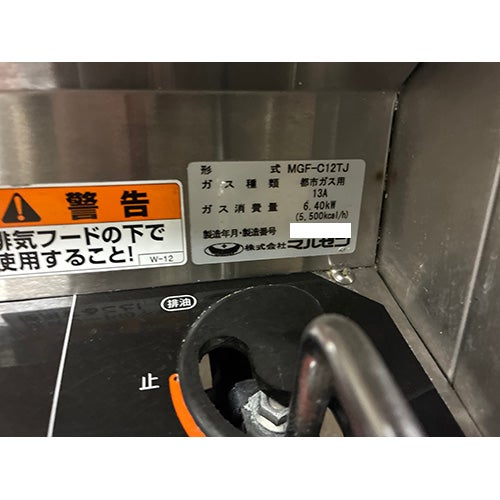 形式 MGF-C12TJ
ガス種類 都市ガス用
13A
ガス消費量 6.40kW
(5,500kcal/h)
製造年月・製造番号
株式会社 マルゼン
警告
排気フードの下で
使用すること!
W-12
排油
止